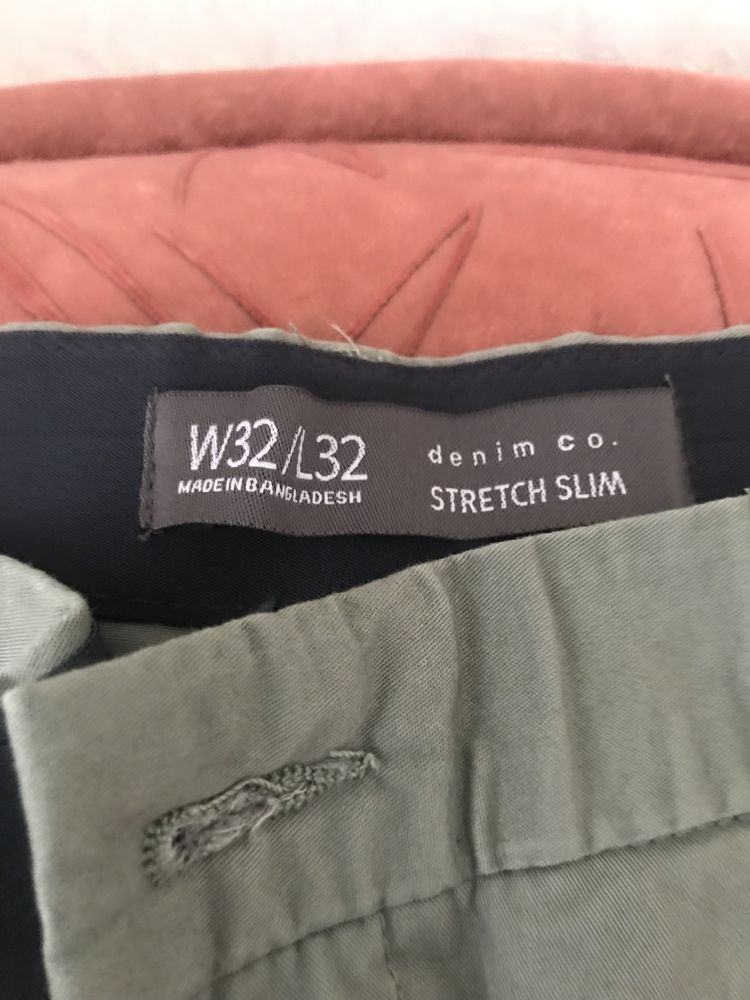 W32/L32
MADE IN BANGLADESH
denim co.
STRETCH SLIM